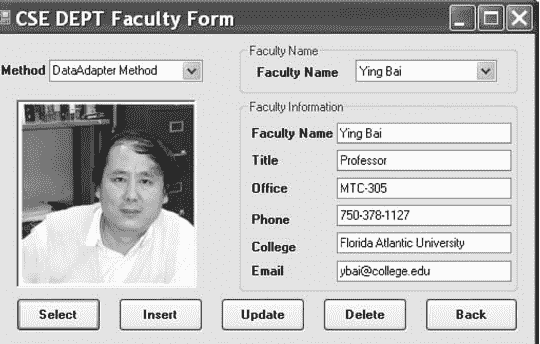 CSE DEPT Faculty Form
Method DataAdapter Method
Faculty Name
Faculty Name Ying Bai
Faculty Information
Faculty Name Ying Bai
Title Professor
Office MTC-305
Phone 750-378-1127
College Florida Atlantic University
Email ybai@college.edu
Select Insert Update Delete Back